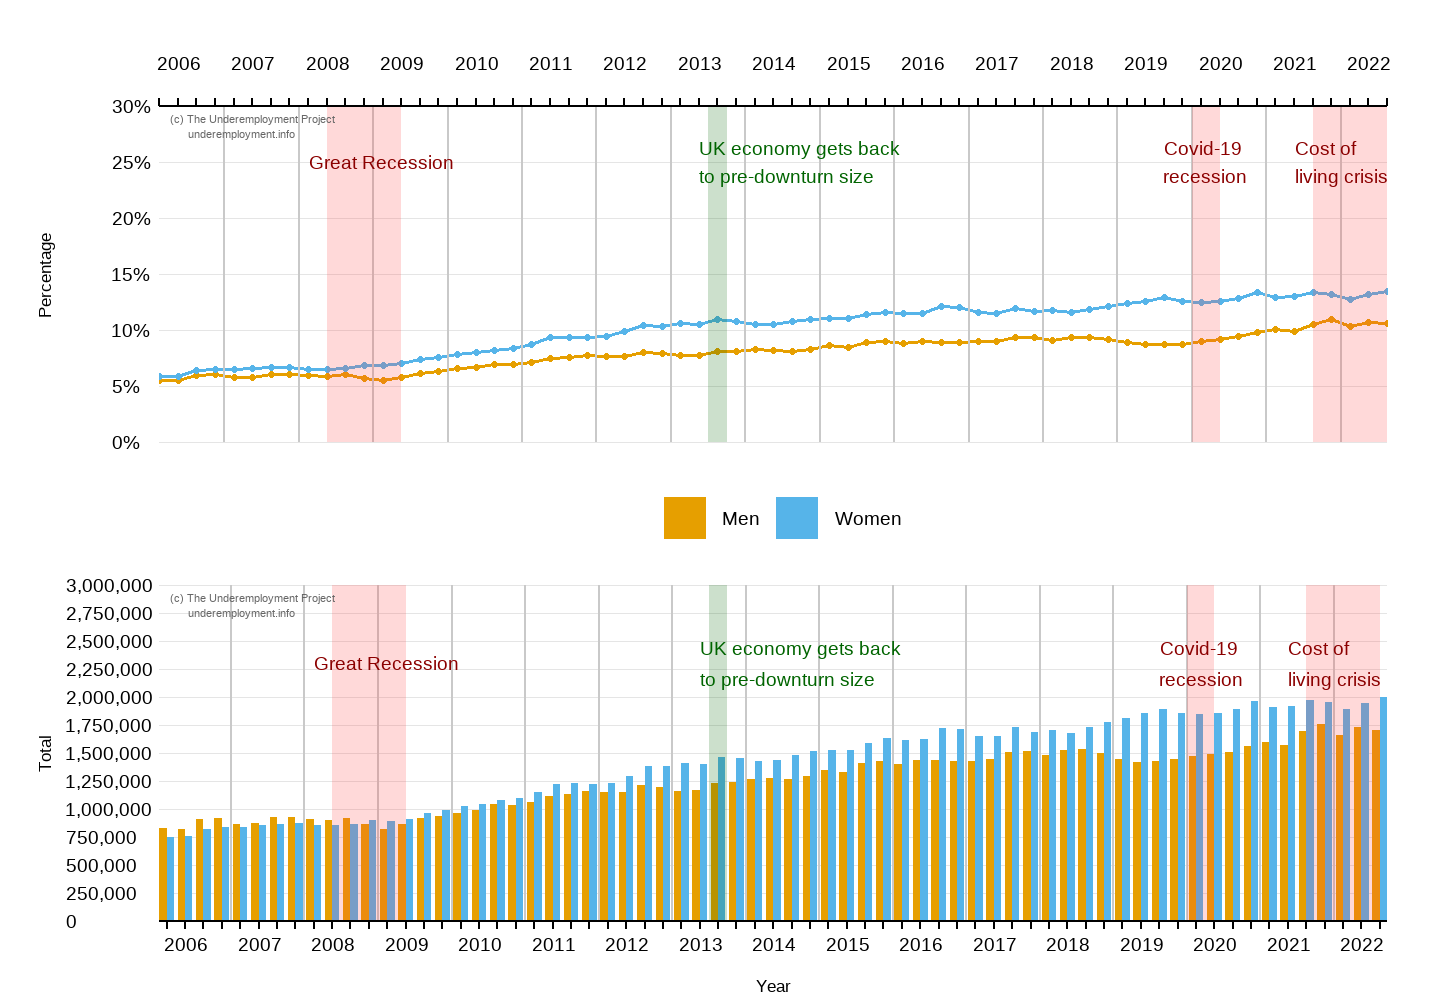 2006 2007 2008 2009 2010 2011 2012 2013 2014 2015 2016 2017 2018 2019 2020 2021 2022
30%
(c) The Underemployment Project
underemployment.info
UK economy gets back
Covid-19
Cost of
25%
Great Recession
to pre-downturn size
recession
living crisis
20%
Percentage
15%
10%
5%
0%
Men
Women
3,000,000
(c) The Underemployment Project
underemployment.info
2,750,000
2,500,000
UK economy gets back
Covid-19
Cost of
2,250,000
Great Recession
to pre-downturn size
recession
living crisis
2,000,000
1,750,000
Total
1,500,000
1,250,000
1,000,000
750,000
500,000
250,000
0
2006 2007 2008 2009 2010 2011 2012 2013 2014 2015 2016 2017 2018 2019 2020 2021 2022
Year